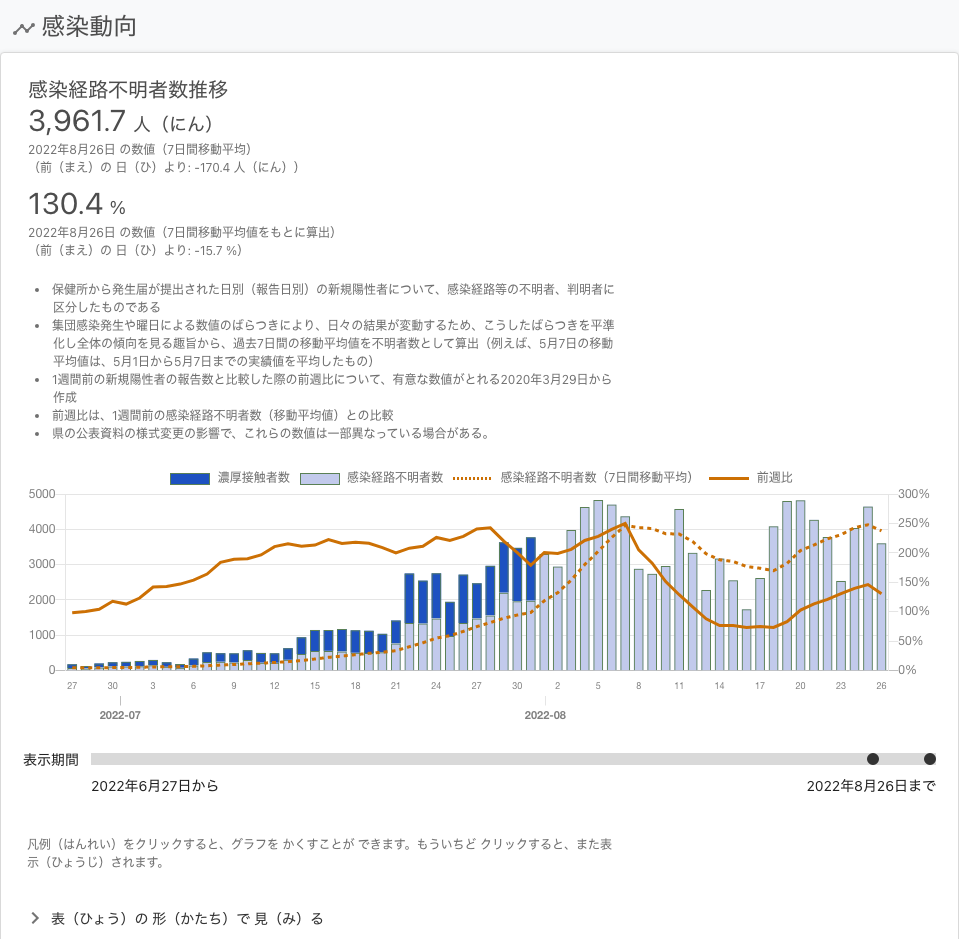 感染動向
感染経路不明者数推移
3,961.7 人（にん）
2022年8月26日 の数値（7日間移動平均）
（前（まえ）の 日（ひ）より: -170.4 人（にん））
130.4 %
2022年8月26日 の数値（7日間移動平均値をもとに算出）
（前（まえ）の 日（ひ）より: -15.7 %）
• 保健所から発生届が提出された日別（報告日別）の新規陽性者について、感染経路等の不明者、判明者に
区分したものである
• 集団感染発生や曜日による数値のばらつきにより、日々の結果が変動するため、こうしたばらつきを平準
化し全体の傾向を見る趣旨から、過去7日間の移動平均値を不明者数として算出（例えば、5月7日の移動
平均値は、5月1日から5月7日までの実績値を平均したもの）
• 1週間前の新規陽性者の報告数と比較した際の前週比について、有意な数値がとれる2020年3月29日から
作成
• 前週比は、1週間前の感染経路不明者数（移動平均値）との比較
• 県の公表資料の様式変更の影響で、これらの数値は一部異なっている場合がある。
濃厚接触者数 感染経路不明者数 感染経路不明者数（7日間移動平均） 前週比
5000 300%
250%
4000
200%
3000
150%
2000
100%
1000
50%
0 0%
27 30 3 6 9 12 15 18 21 24 27 30 2 5 8 11 14 17 20 23 26
2022-07 2022-08
表示期間
2022年6月27日から 2022年8月26日まで
凡例（はんれい）をクリックすると、グラフを かくすことが できます。もういちど クリックすると、また表
示（ひょうじ）されます。
表（ひょう）の 形（かたち）で 見（み）る